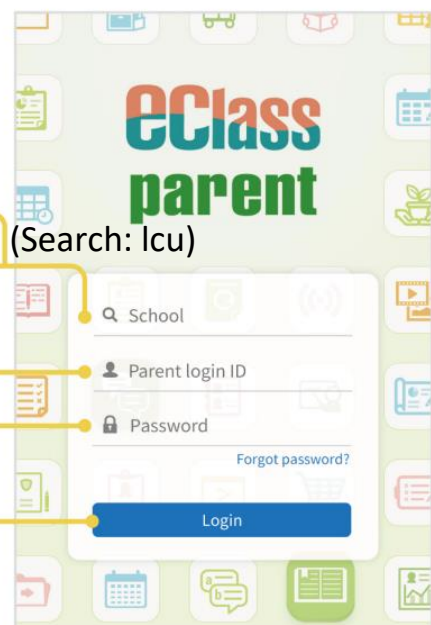 eClass
parent
(Search: lcu)
School
Parent login ID
Password
Forgot password?
Login